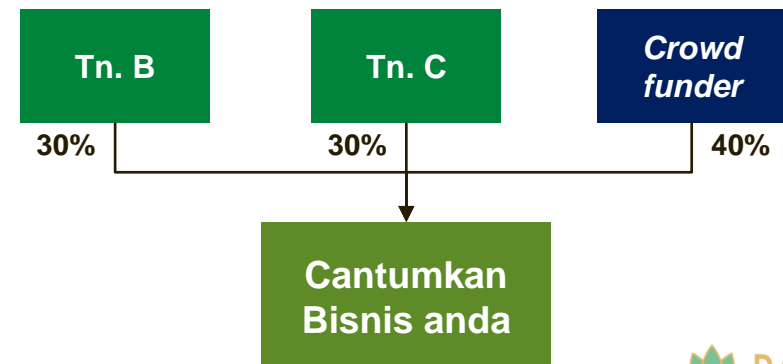 Tn. B
Tn. C
Crowd
funder
30%
30%
40%
Cantumkan
Bisnis anda